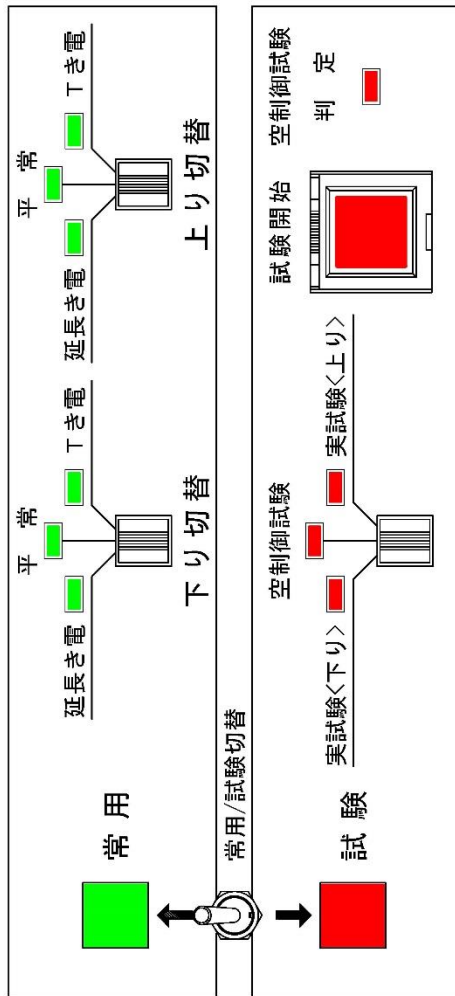 常用
平常
延長き電
Tき電
下り切替
平常
延長き電
Tき電
上り切替
常用/試験切替
試験
空制御試験
実試験<下り>
実試験<上り>
試験開始
空制御試験
判定